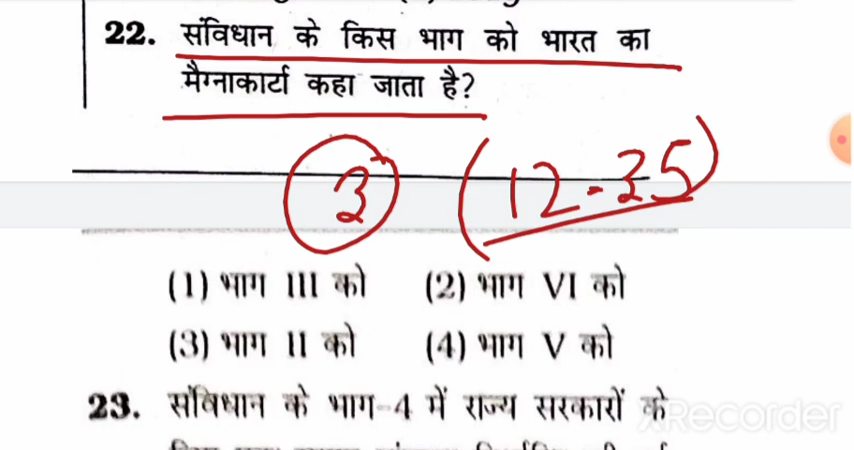 22. संविधान के किस भाग को भारत का
मैग्नाकार्टा कहा जाता है?
3 (12-35)
(1) भाग III को (2) भाग VI को
(3) भाग II को (4) भाग V को
23. संविधान के भाग-4 में राज्य सरकारों के
XRecorder